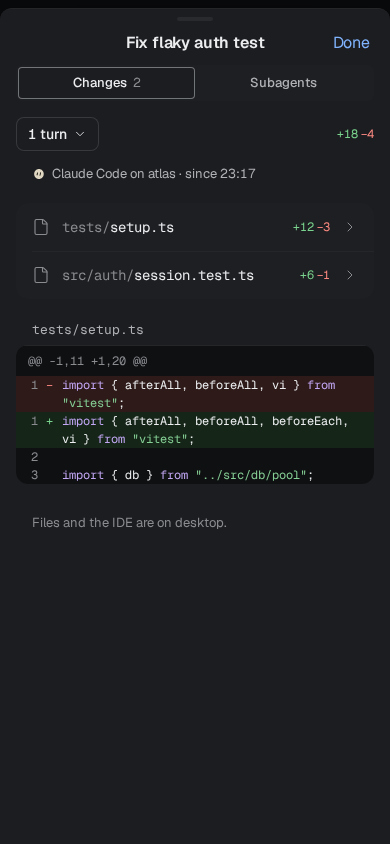 Fix flaky auth test
Done
Changes 2
Subagents
1 turn
+18 −4
Claude Code on atlas · since 23:17
tests/setup.ts
+12 −3
src/auth/session.test.ts
+6 −1
tests/setup.ts
@@ -1,11 +1,20 @@
1 − import { afterAll, beforeAll, vi } from
"vitest";
1 + import { afterAll, beforeAll, beforeEach,
vi } from "vitest";
2
3 import { db } from "../src/db/pool";
Files and the IDE are on desktop.